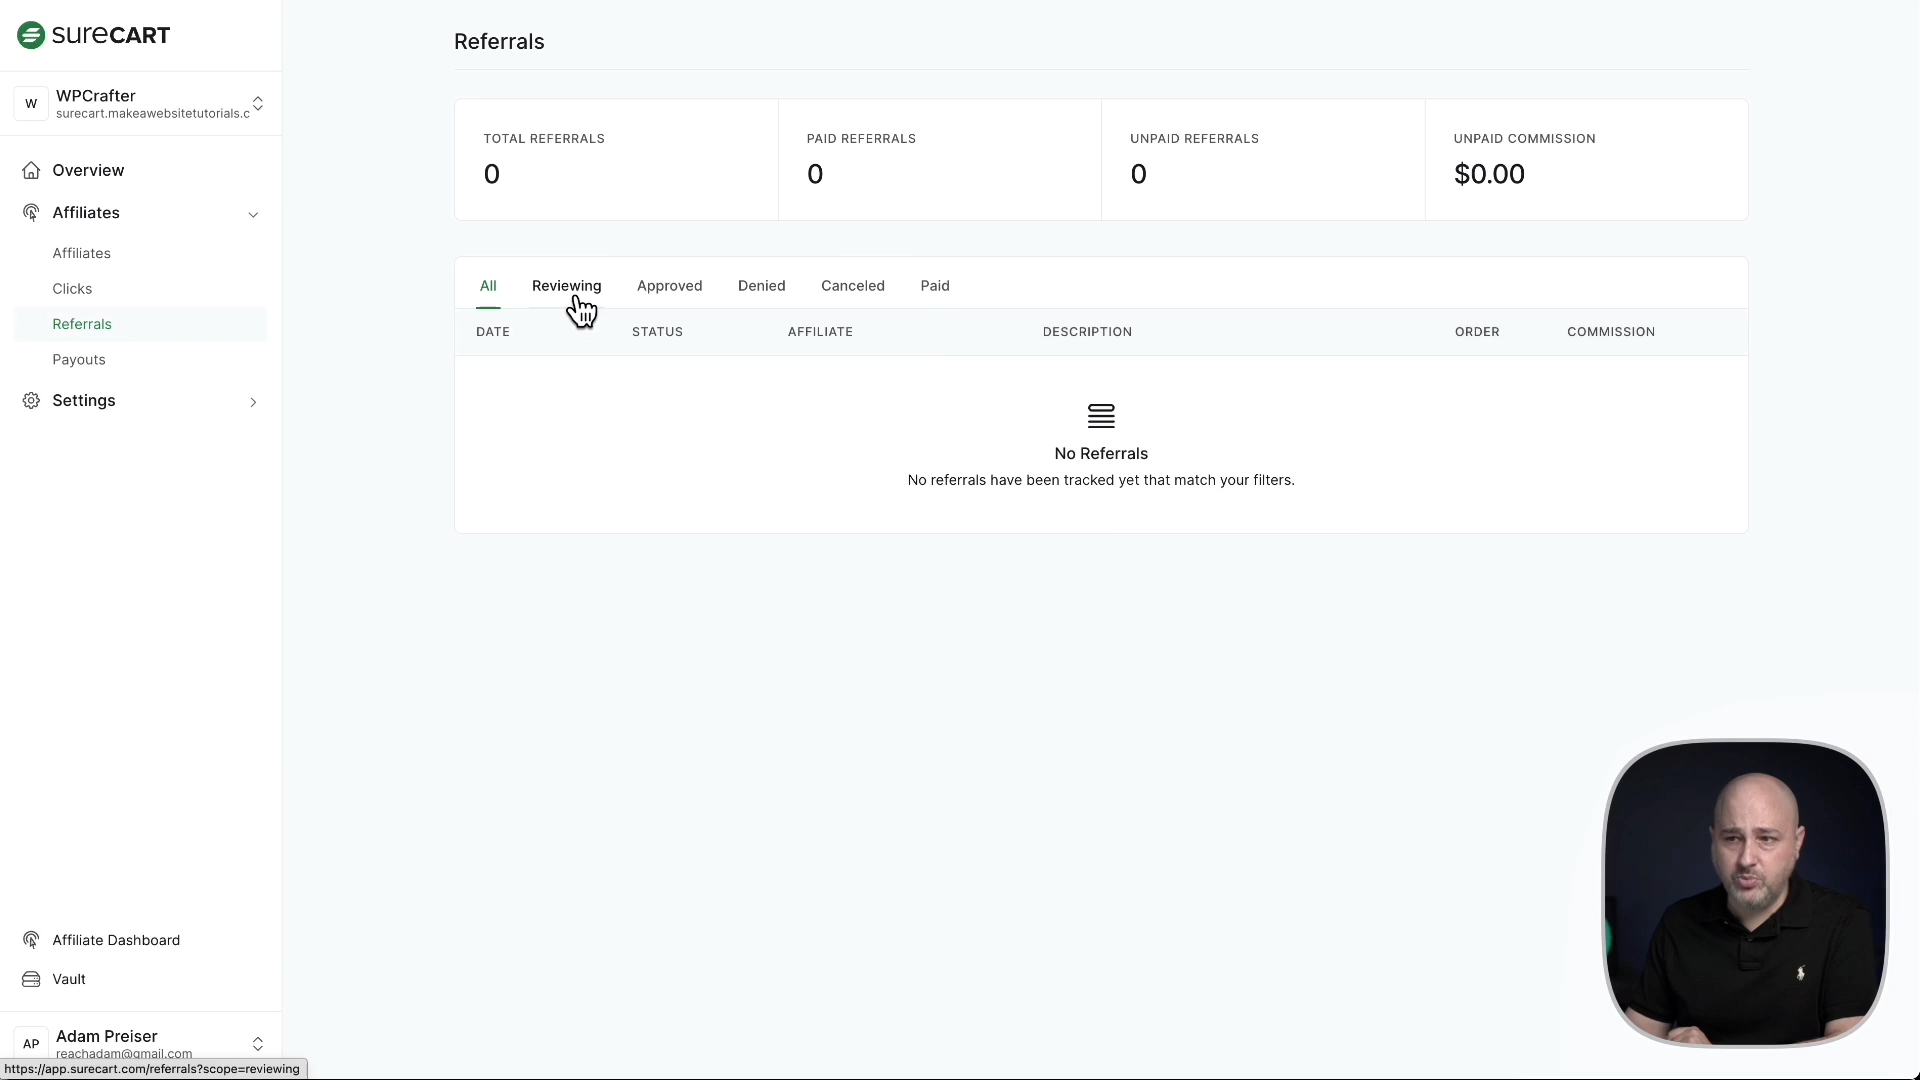 SURECART
W
WPCrafter
surecart.makeawebsitetutorials.c
Overview
Affiliates
Affiliates
Clicks
Referrals
Payouts
Settings
Affiliate Dashboard
Vault
AP
Adam Preiser
reachadam@gmail.com
https://app.surecart.com/referrals?scope=reviewing
Referrals
TOTAL REFERRALS
0
PAID REFERRALS
0
UNPAID REFERRALS
0
UNPAID COMMISSION
$0.00
All Reviewing Approved Denied Canceled Paid
DATE STATUS AFFILIATE DESCRIPTION ORDER COMMISSION
No Referrals
No referrals have been tracked yet that match your filters.